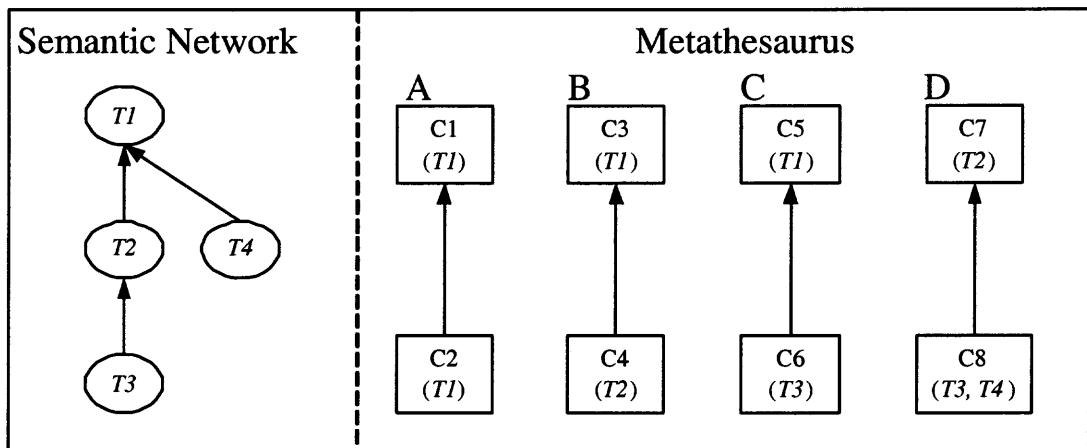 Semantic Network
T1
T2
T4
T3
Metathesaurus
A
C1
(T1)
C2
(T1)
B
C3
(T1)
C4
(T2)
C
C5
(T1)
C6
(T3)
D
C7
(T2)
C8
(T3, T4)